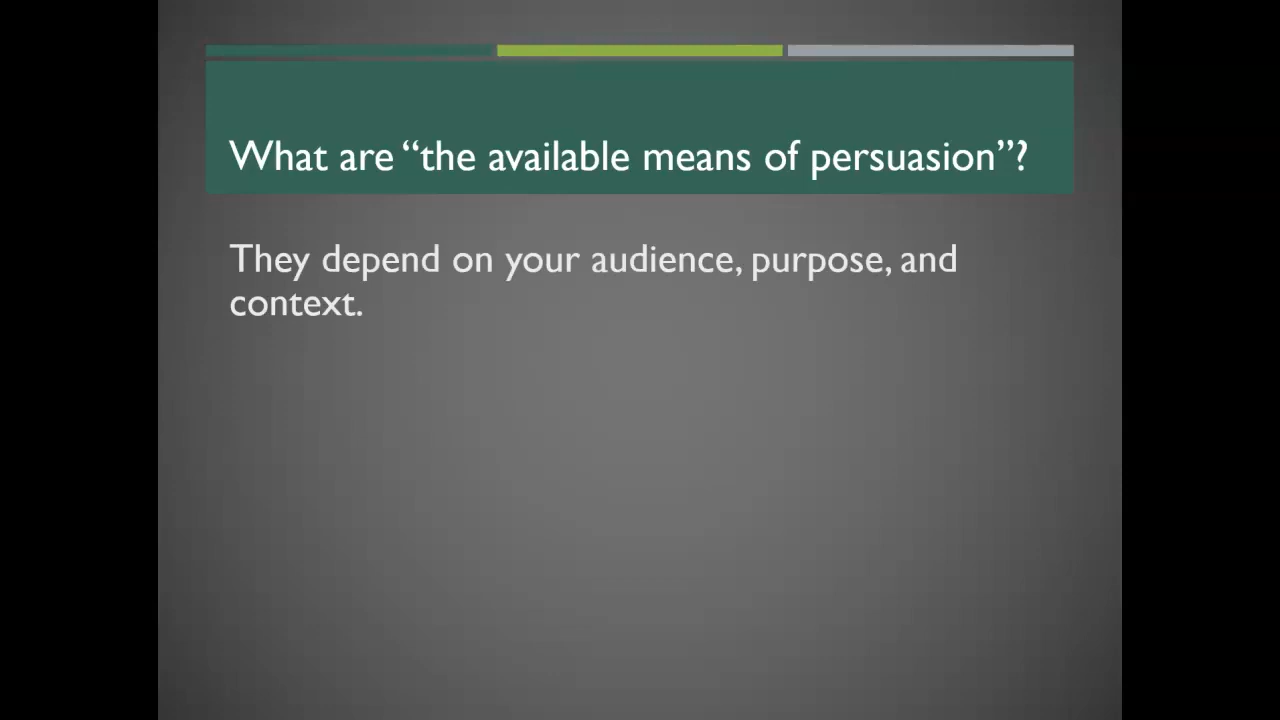 What are “the available means of persuasion”?
They depend on your audience, purpose, and
context.